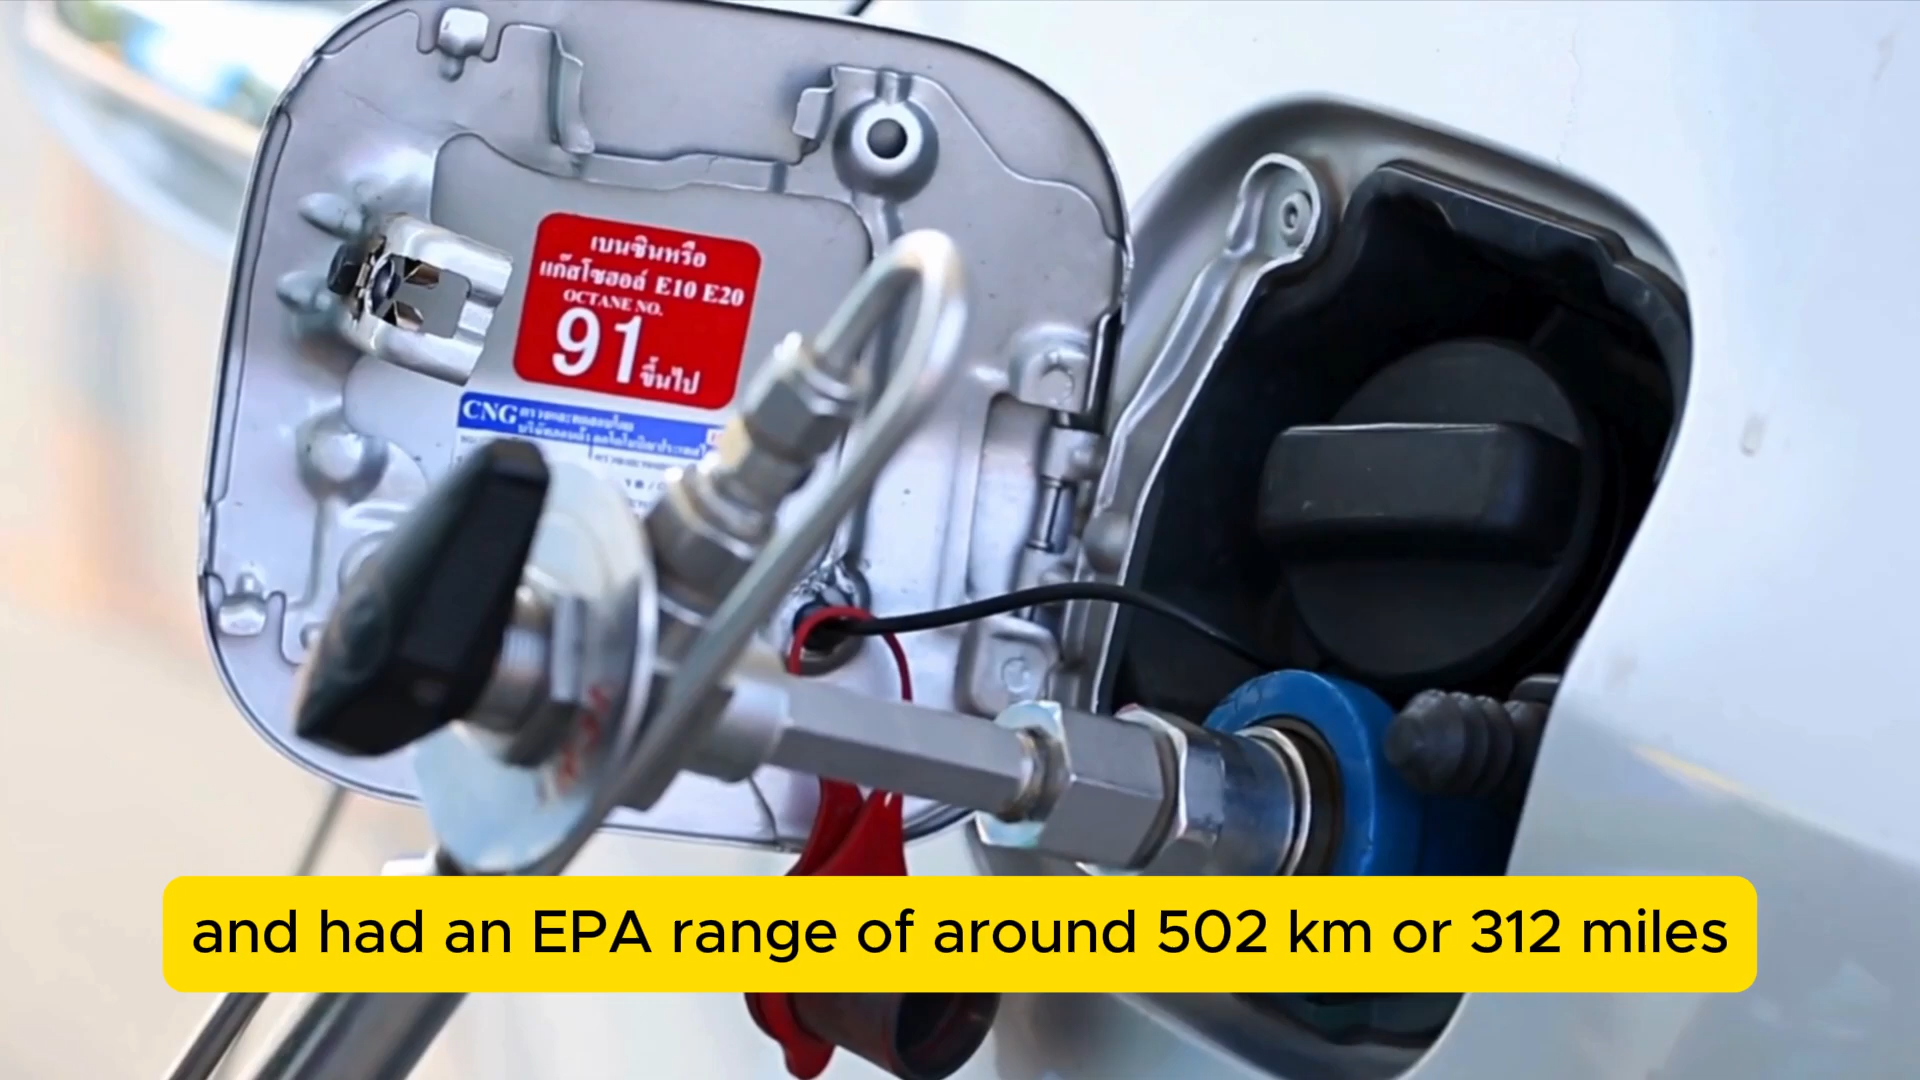 เบนซินหรือ
แก๊สโซฮอล์ E10 E20
OCTANE NO.
91 ขึ้นไป
CNG
and had an EPA range of around 502 km or 312 miles